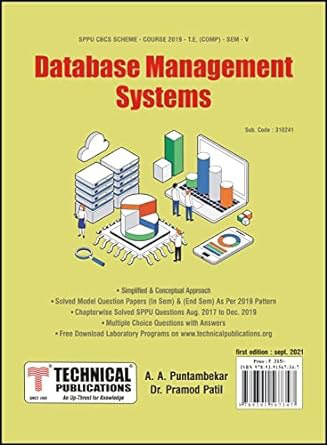 SPPU CBCS SCHEME - COURSE 2019 - T.E. (COMP) - SEM - V
Database Management
Systems
Sub. Code : 310241
• Simplified & Conceptual Approach
• Solved Model Question Papers (In Sem) & (End Sem) As Per 2019 Pattern
• Chapterwise Solved SPPU Questions Aug. 2017 to Dec. 2019
• Multiple Choice Questions with Answers
• Free Download Laboratory Programs on www.technicalpublications.org
first edition : sept. 2021
TECHNICAL
PUBLICATIONS
SINCE 1993
An Up-Thrust for Knowledge
A. A. Puntambekar
Dr. Pramod Patil